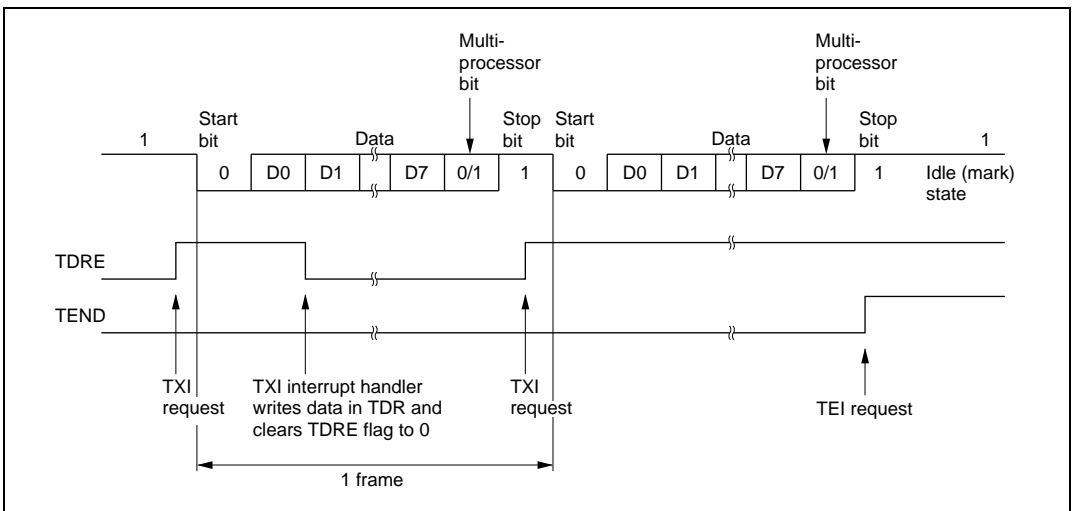 Multi-
processor
bit
Multi-
processor
bit
1
Start
bit
Data
Stop
bit
Start
bit
Data
Stop
bit
1
0 D0 D1 D7 0/1 1 0 D0 D1 D7 0/1 1
Idle (mark)
state
TDRE
TEND
TXI
request
TXI interrupt handler
writes data in TDR and
clears TDRE flag to 0
TXI
request
TEI request
1 frame